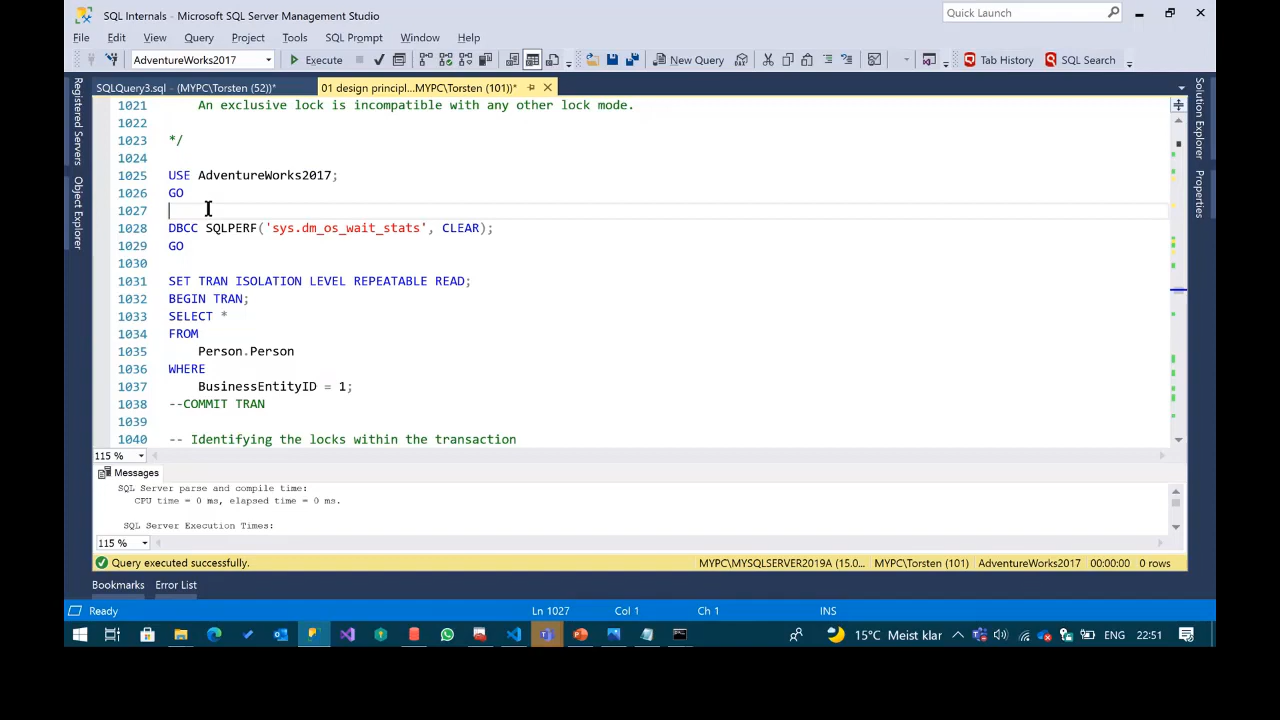 SQL Internals - Microsoft SQL Server Management Studio
Quick Launch
File Edit View Query Project Tools SQL Prompt Window Help
AdventureWorks2017 Execute New Query Tab History SQL Search
SQLQuery3.sql - (MYPC\Torsten (52))* 01 design principl...MYPC\Torsten (101))*
Registered Servers
Object Explorer
Solution Explorer
Properties
1021 An exclusive lock is incompatible with any other lock mode.
1022
1023 */
1024
1025 USE AdventureWorks2017;
1026 GO
1027
1028 DBCC SQLPERF('sys.dm_os_wait_stats', CLEAR);
1029 GO
1030
1031 SET TRAN ISOLATION LEVEL REPEATABLE READ;
1032 BEGIN TRAN;
1033 SELECT *
1034 FROM
1035 Person.Person
1036 WHERE
1037 BusinessEntityID = 1;
1038 --COMMIT TRAN
1039
1040 -- Identifying the locks within the transaction
115 %
Messages
SQL Server parse and compile time:
CPU time = 0 ms, elapsed time = 0 ms.
SQL Server Execution Times:
115 %
Query executed successfully. MYPC\MYSQLSERVER2019A (15.0... MYPC\Torsten (101) AdventureWorks2017 00:00:00 0 rows
Bookmarks Error List
Ready Ln 1027 Col 1 Ch 1 INS
15°C Meist klar ENG 22:51